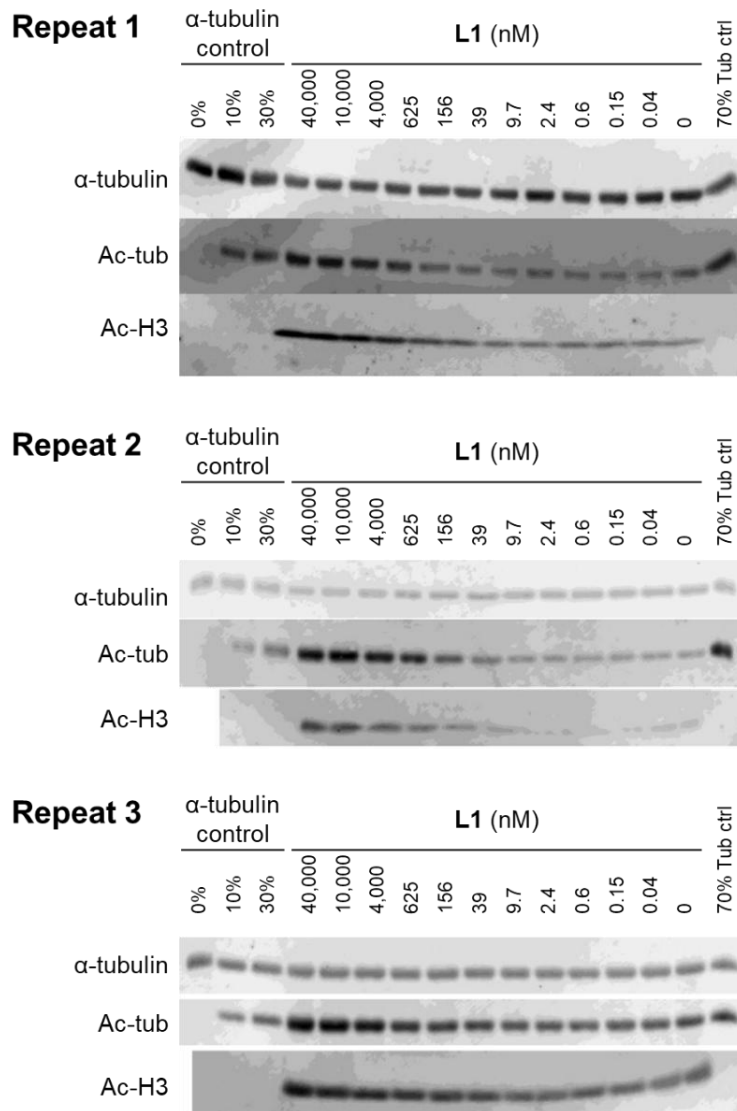 Repeat 1
α-tubulin
control
L1 (nM)
0%
10%
30%
40,000
10,000
4,000
625
156
39
9.7
2.4
0.6
0.15
0.04
0
70% Tub ctrl
α-tubulin
Ac-tub
Ac-H3
Repeat 2
α-tubulin
control
L1 (nM)
0%
10%
30%
40,000
10,000
4,000
625
156
39
9.7
2.4
0.6
0.15
0.04
0
70% Tub ctrl
α-tubulin
Ac-tub
Ac-H3
Repeat 3
α-tubulin
control
L1 (nM)
0%
10%
30%
40,000
10,000
4,000
625
156
39
9.7
2.4
0.6
0.15
0.04
0
70% Tub ctrl
α-tubulin
Ac-tub
Ac-H3